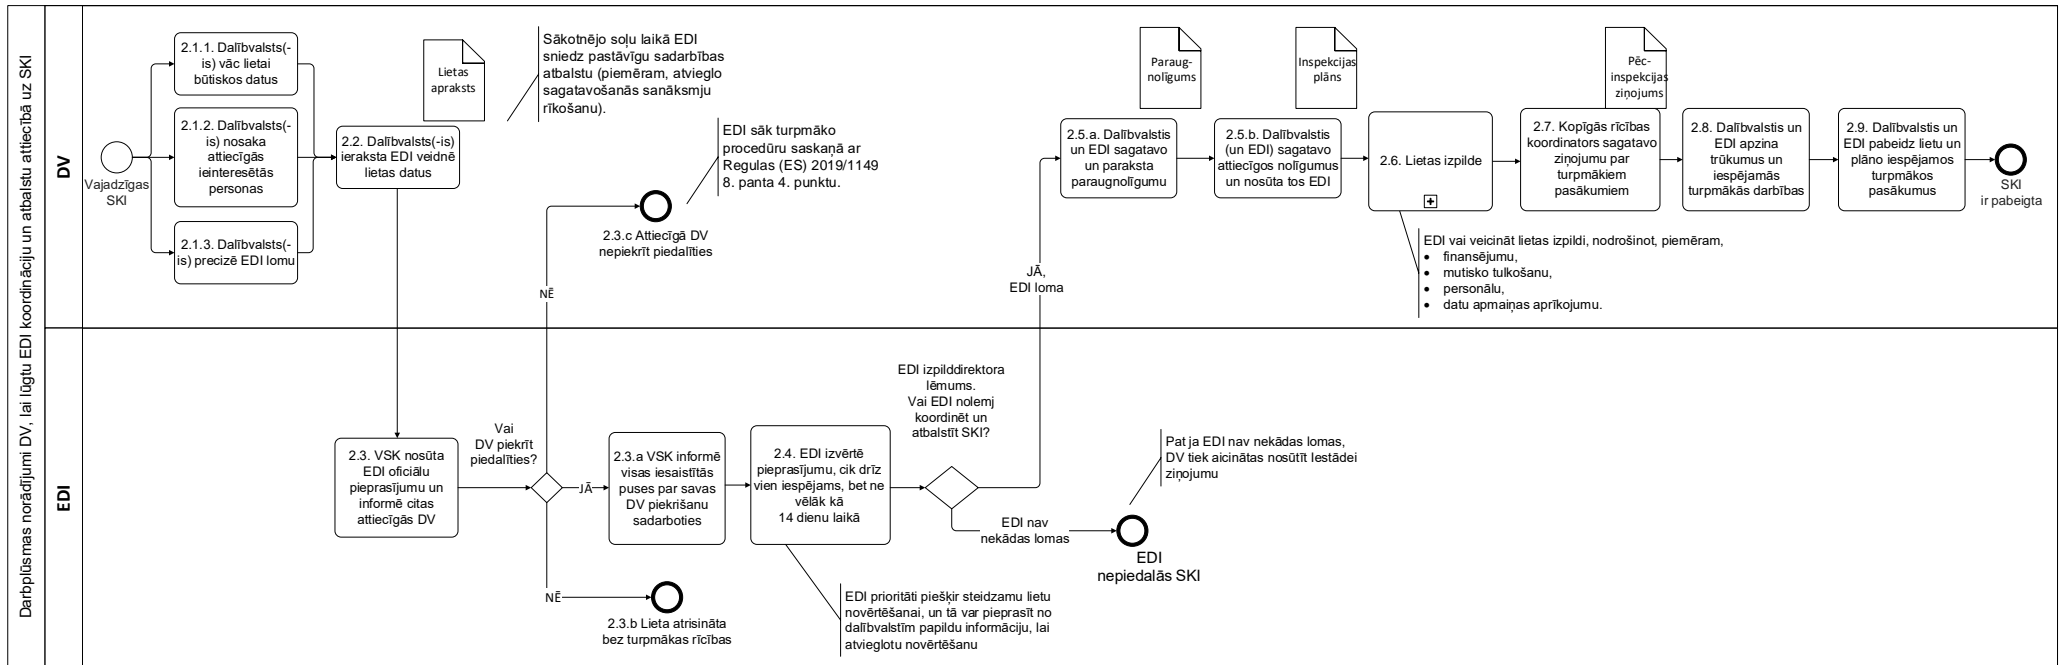 Darbplūsmas norādījumi DV, lai lūgtu EDI koordināciju un atbalstu attiecībā uz SKI
DV
Vajadzīgas
SKI
2.1.1. Dalībvalsts(-
is) vāc lietai
būtiskos datus
2.1.2. Dalībvalsts(-
is) nosaka
attiecīgās
ieinteresētās
personas
2.1.3. Dalībvalsts(-
is) precizē EDI lomu
2.2. Dalībvalsts(-is)
ieraksta EDI veidnē
lietas datus
Lietas
apraksts
Sākotnējo soļu laikā EDI
sniedz pastāvīgu sadarbības
atbalstu (piemēram, atvieglo
sagatavošanās sanāksmju
rīkošanu).
EDI sāk turpmāko
procedūru saskaņā ar
Regulas (ES) 2019/1149
8. panta 4. punktu.
2.3.c Attiecīgā DV
nepiekrīt piedalīties
NĒ
JĀ,
EDI loma
Paraug-
nolīgums
2.5.a. Dalībvalstis
un EDI sagatavo
un paraksta
paraugnolīgumu
Inspekcijas
plāns
2.5.b. Dalībvalstis
(un EDI) sagatavo
attiecīgos nolīgumus
un nosūta tos EDI
2.6. Lietas izpilde
EDI vai veicināt lietas izpildi, nodrošinot, piemēram,
• finansējumu,
• mutisko tulkošanu,
• personālu,
• datu apmaiņas aprīkojumu.
Pēc-
inspekcijas
ziņojums
2.7. Kopīgās rīcības
koordinators sagatavo
ziņojumu par
turpmākiem
pasākumiem
2.8. Dalībvalstis un
EDI apzina
trūkumus un
iespējamās
turpmākās darbības
2.9. Dalībvalstis un
EDI pabeidz lietu un
plāno iespējamos
turpmākos
pasākumus
SKI
ir pabeigta
EDI
2.3. VSK nosūta
EDI oficiālu
pieprasījumu un
informē citas
attiecīgās DV
Vai
DV piekrīt
piedalīties?
JĀ
2.3.a VSK informē
visas iesaistītās
puses par savas
DV piekrišanu
sadarboties
2.4. EDI izvērtē
pieprasījumu, cik drīz
vien iespējams, bet ne
vēlāk kā
14 dienu laikā
EDI izpilddirektora
lēmums.
Vai EDI nolemj
koordinēt un
atbalstīt SKI?
EDI nav
nekādas lomas
EDI
nepiedalās SKI
Pat ja EDI nav nekādas lomas,
DV tiek aicinātas nosūtīt Iestādei
ziņojumu
NĒ
2.3.b Lieta atrisināta
bez turpmākas rīcības
EDI prioritāti piešķir steidzamu lietu
novērtēšanai, un tā var pieprasīt no
dalībvalstīm papildu informāciju, lai
atvieglotu novērtēšanu